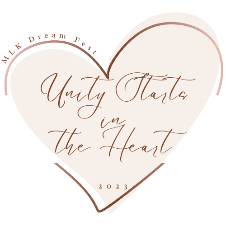 MLK Dream Fest
Unity Starts
in
the Heart
2023